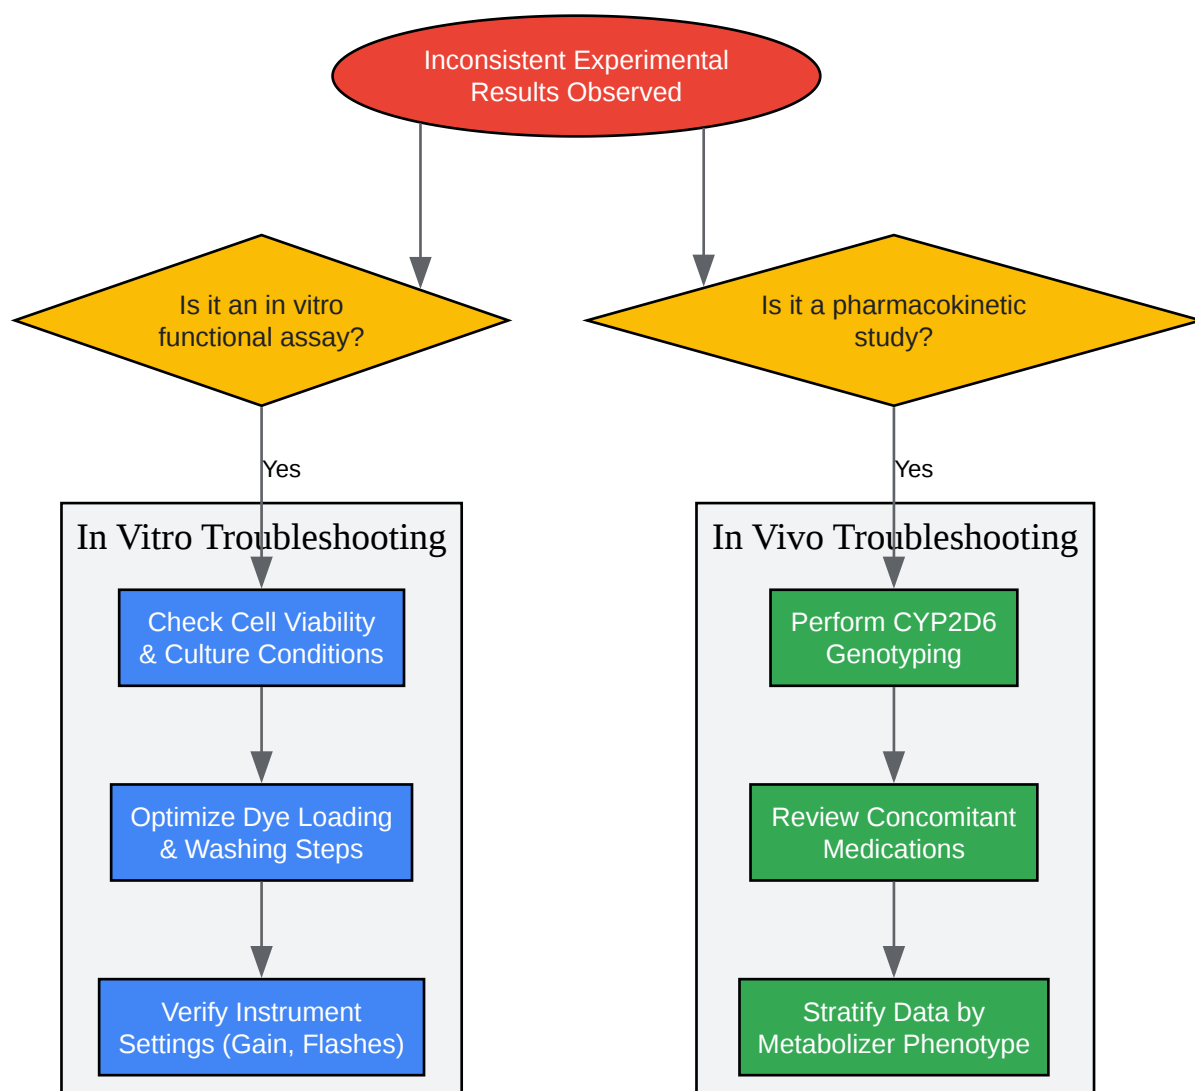 Inconsistent Experimental
Results Observed
Is it an in vitro
functional assay?
Is it a pharmacokinetic
study?
Yes
Yes
In Vitro Troubleshooting
Check Cell Viability
& Culture Conditions
Optimize Dye Loading
& Washing Steps
Verify Instrument
Settings (Gain, Flashes)
In Vivo Troubleshooting
Perform CYP2D6
Genotyping
Review Concomitant
Medications
Stratify Data by
Metabolizer Phenotype